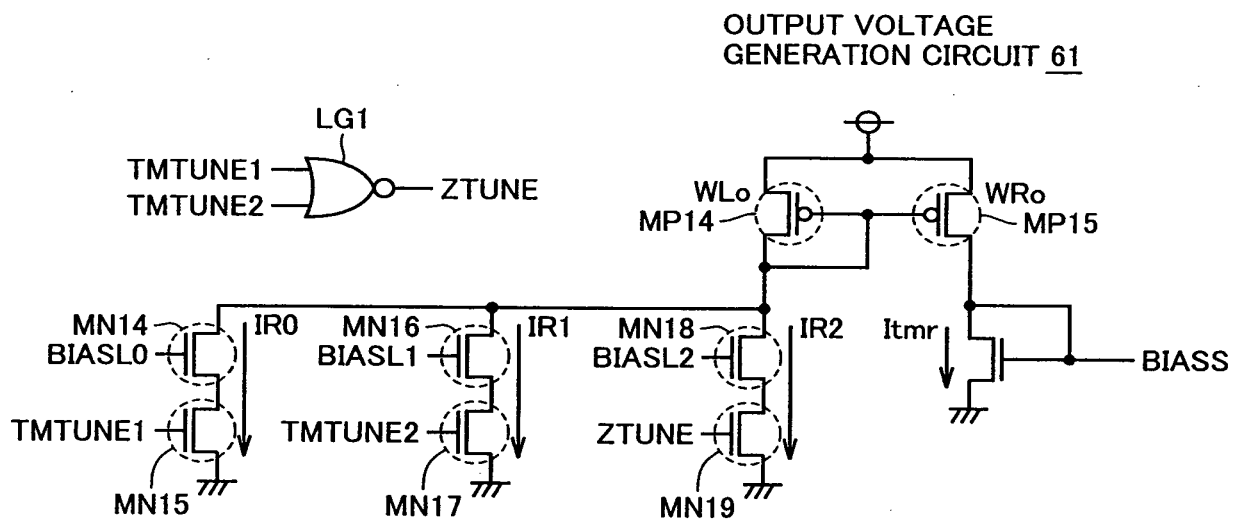 OUTPUT VOLTAGE
GENERATION CIRCUIT 61
LG1
TMTUNE1
TMTUNE2
ZTUNE
WLo
MP14
WRo
MP15
MN14
BIASL0
IR0
MN16
BIASL1
IR1
MN18
BIASL2
IR2
Itmr
BIASS
TMTUNE1
TMTUNE2
ZTUNE
MN15
MN17
MN19